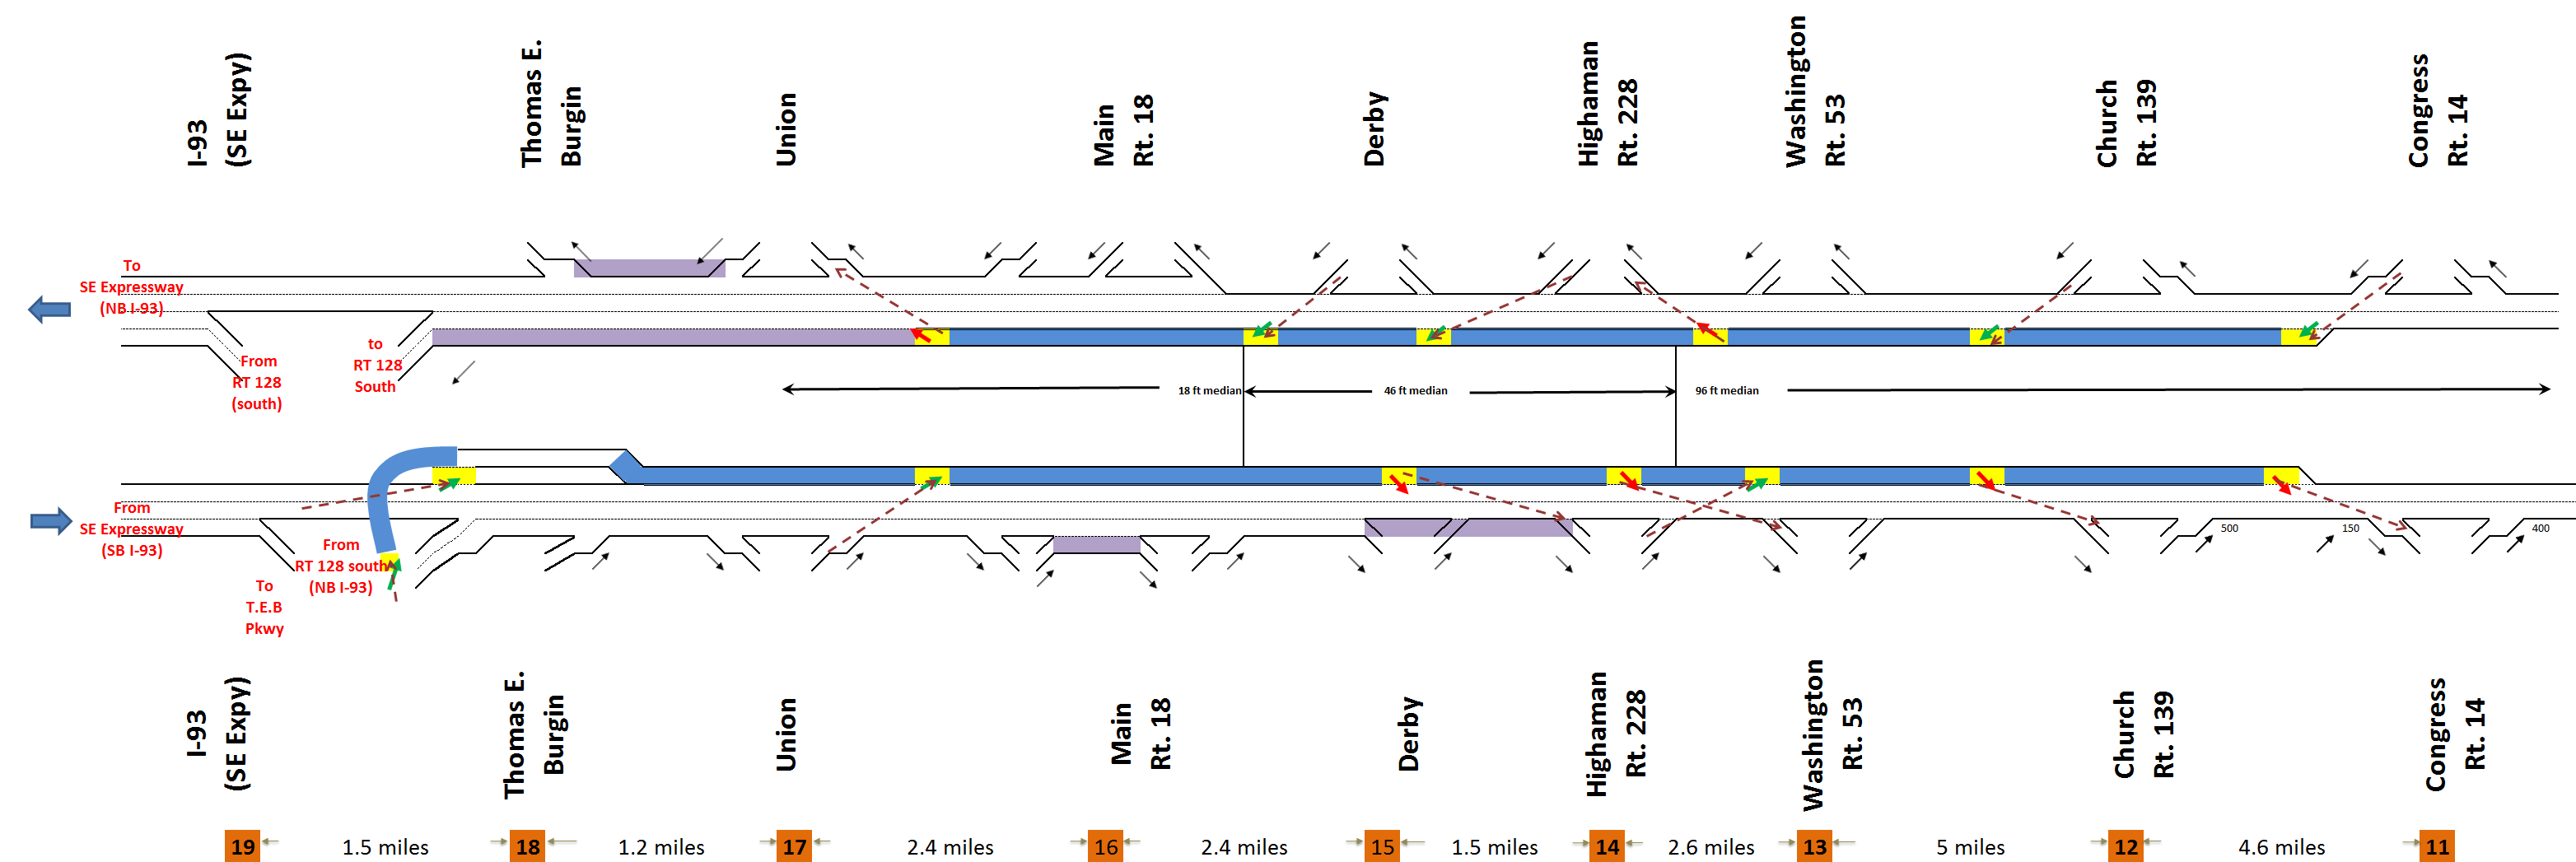 I-93
(SE Expy)
Thomas E.
Burgin
Union
Main
Rt. 18
Derby
Highaman
Rt. 228
Washington
Rt. 53
Church
Rt. 139
Congress
Rt. 14
To
SE Expressway
(NB I-93)
From
RT 128
(south)
to
RT 128
South
18 ft median
46 ft median
96 ft median
From
SE Expressway
(SB I-93)
To
T.E.B
Pkwy
From
RT 128 south
(NB I-93)
500
150
400
I-93
(SE Expy)
Thomas E.
Burgin
Union
Main
Rt. 18
Derby
Highaman
Rt. 228
Washington
Rt. 53
Church
Rt. 139
Congress
Rt. 14
19 1.5 miles 18 1.2 miles 17 2.4 miles 16 2.4 miles 15 1.5 miles 14 2.6 miles 13 5 miles 12 4.6 miles 11